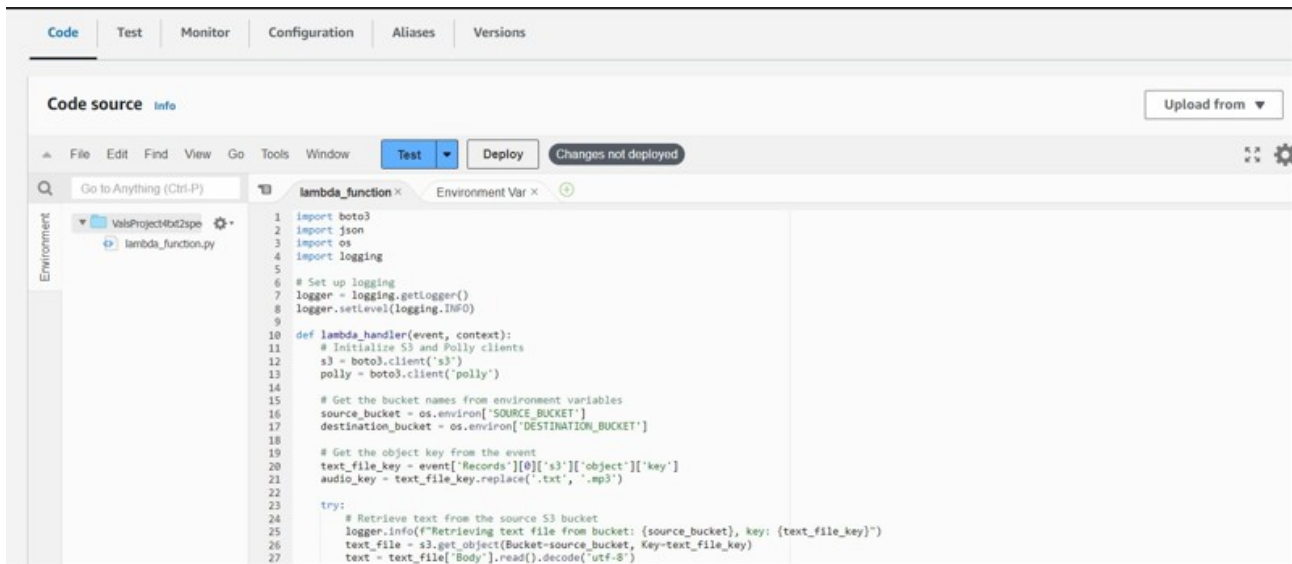 Code Test Monitor Configuration Aliases Versions
Code source Info
Upload from
File Edit Find View Go Tools Window Test Deploy Changes not deployed
Go to Anything (Ctrl-P)
lambda_function ×
Environment Var ×
Environment
ValsProject4txt2spe
lambda_function.py
1 import boto3
2 import json
3 import os
4 import logging
5
6 # Set up logging
7 logger = logging.getLogger()
8 logger.setLevel(logging.INFO)
9
10 def lambda_handler(event, context):
11 # Initialize S3 and Polly clients
12 s3 = boto3.client('s3')
13 polly = boto3.client('polly')
14
15 # Get the bucket names from environment variables
16 source_bucket = os.environ['SOURCE_BUCKET']
17 destination_bucket = os.environ['DESTINATION_BUCKET']
18
19 # Get the object key from the event
20 text_file_key = event['Records'][0]['s3']['object']['key']
21 audio_key = text_file_key.replace('.txt', '.mp3')
22
23 try:
24 # Retrieve text from the source S3 bucket
25 logger.info(f"Retrieving text file from bucket: {source_bucket}, key: {text_file_key}")
26 text_file = s3.get_object(Bucket=source_bucket, Key=text_file_key)
27 text = text_file['Body'].read().decode('utf-8')